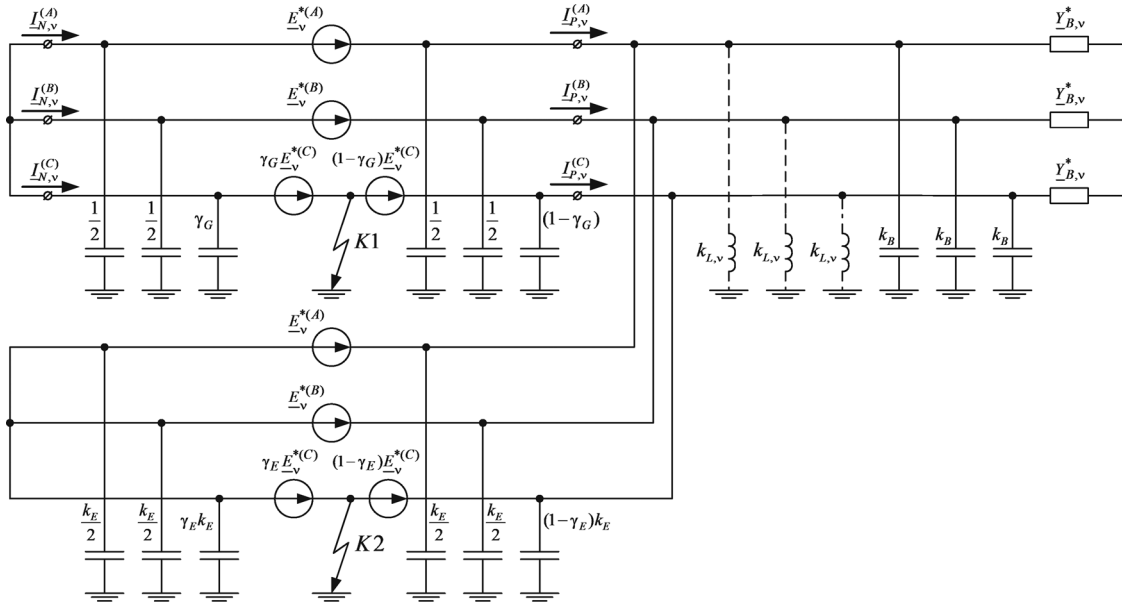 I_{N,ν}^{(A)} E_ν^{*(A)} I_{P,ν}^{(A)} Y_{B,ν}^*
I_{N,ν}^{(B)} E_ν^{*(B)} I_{P,ν}^{(B)} Y_{B,ν}^*
I_{N,ν}^{(C)} γ_G E_ν^{*(C)} (1-γ_G)E_ν^{*(C)} I_{P,ν}^{(C)} Y_{B,ν}^*
1/2 1/2 γ_G K1 1/2 1/2 (1-γ_G) k_{L,ν} k_{L,ν} k_{L,ν} k_B k_B k_B
E_ν^{*(A)}
E_ν^{*(B)}
γ_E E_ν^{*(C)} (1-γ_E)E_ν^{*(C)}
k_E/2 k_E/2 γ_E k_E K2 k_E/2 k_E/2 (1-γ_E)k_E